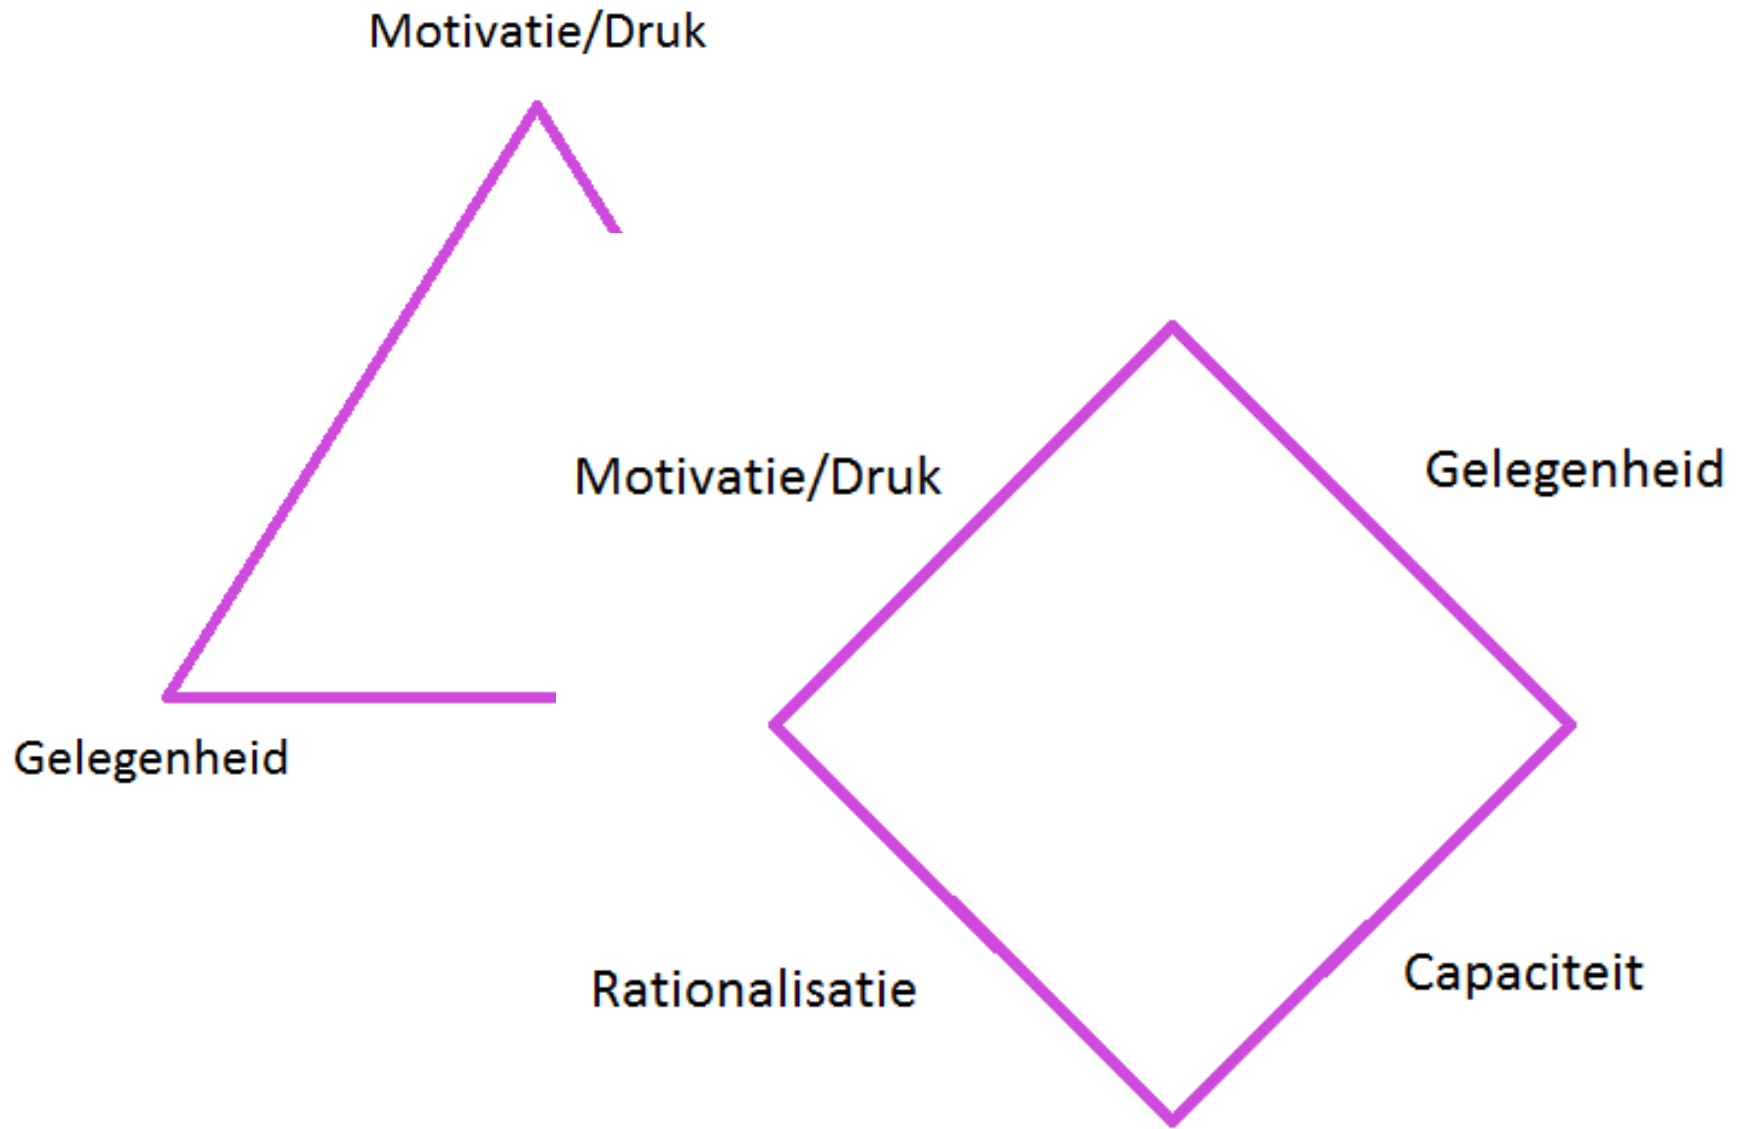 Motivatie/Druk
Gelegenheid
Motivatie/Druk
Gelegenheid
Rationalisatie
Capaciteit